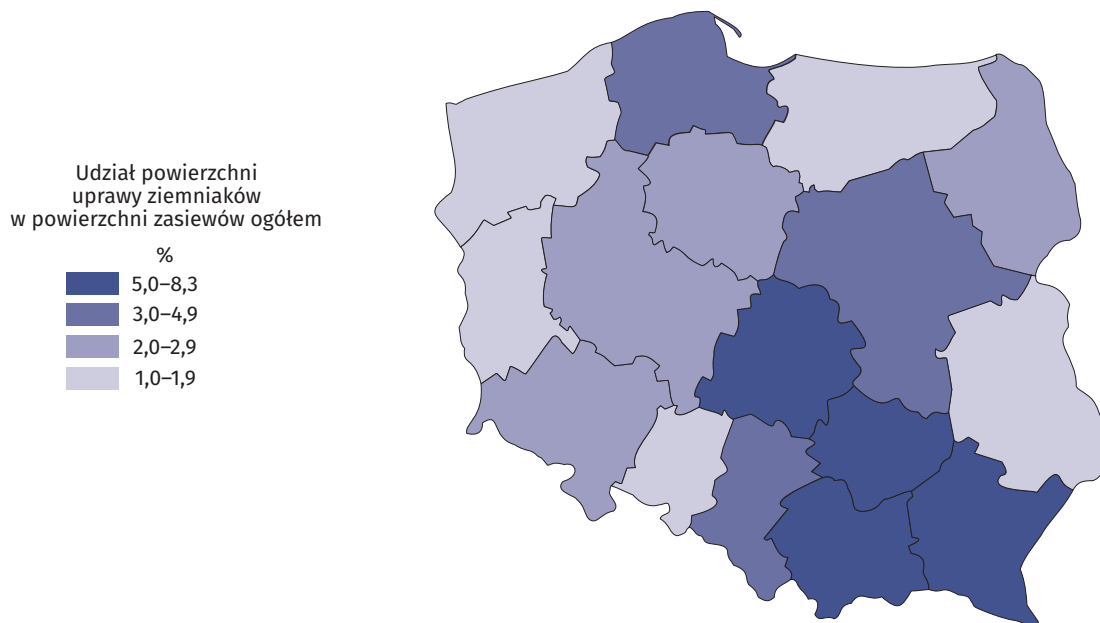 Udział powierzchni
uprawy ziemniaków
w powierzchni zasiewów ogółem
%
5,0–8,3
3,0–4,9
2,0–2,9
1,0–1,9